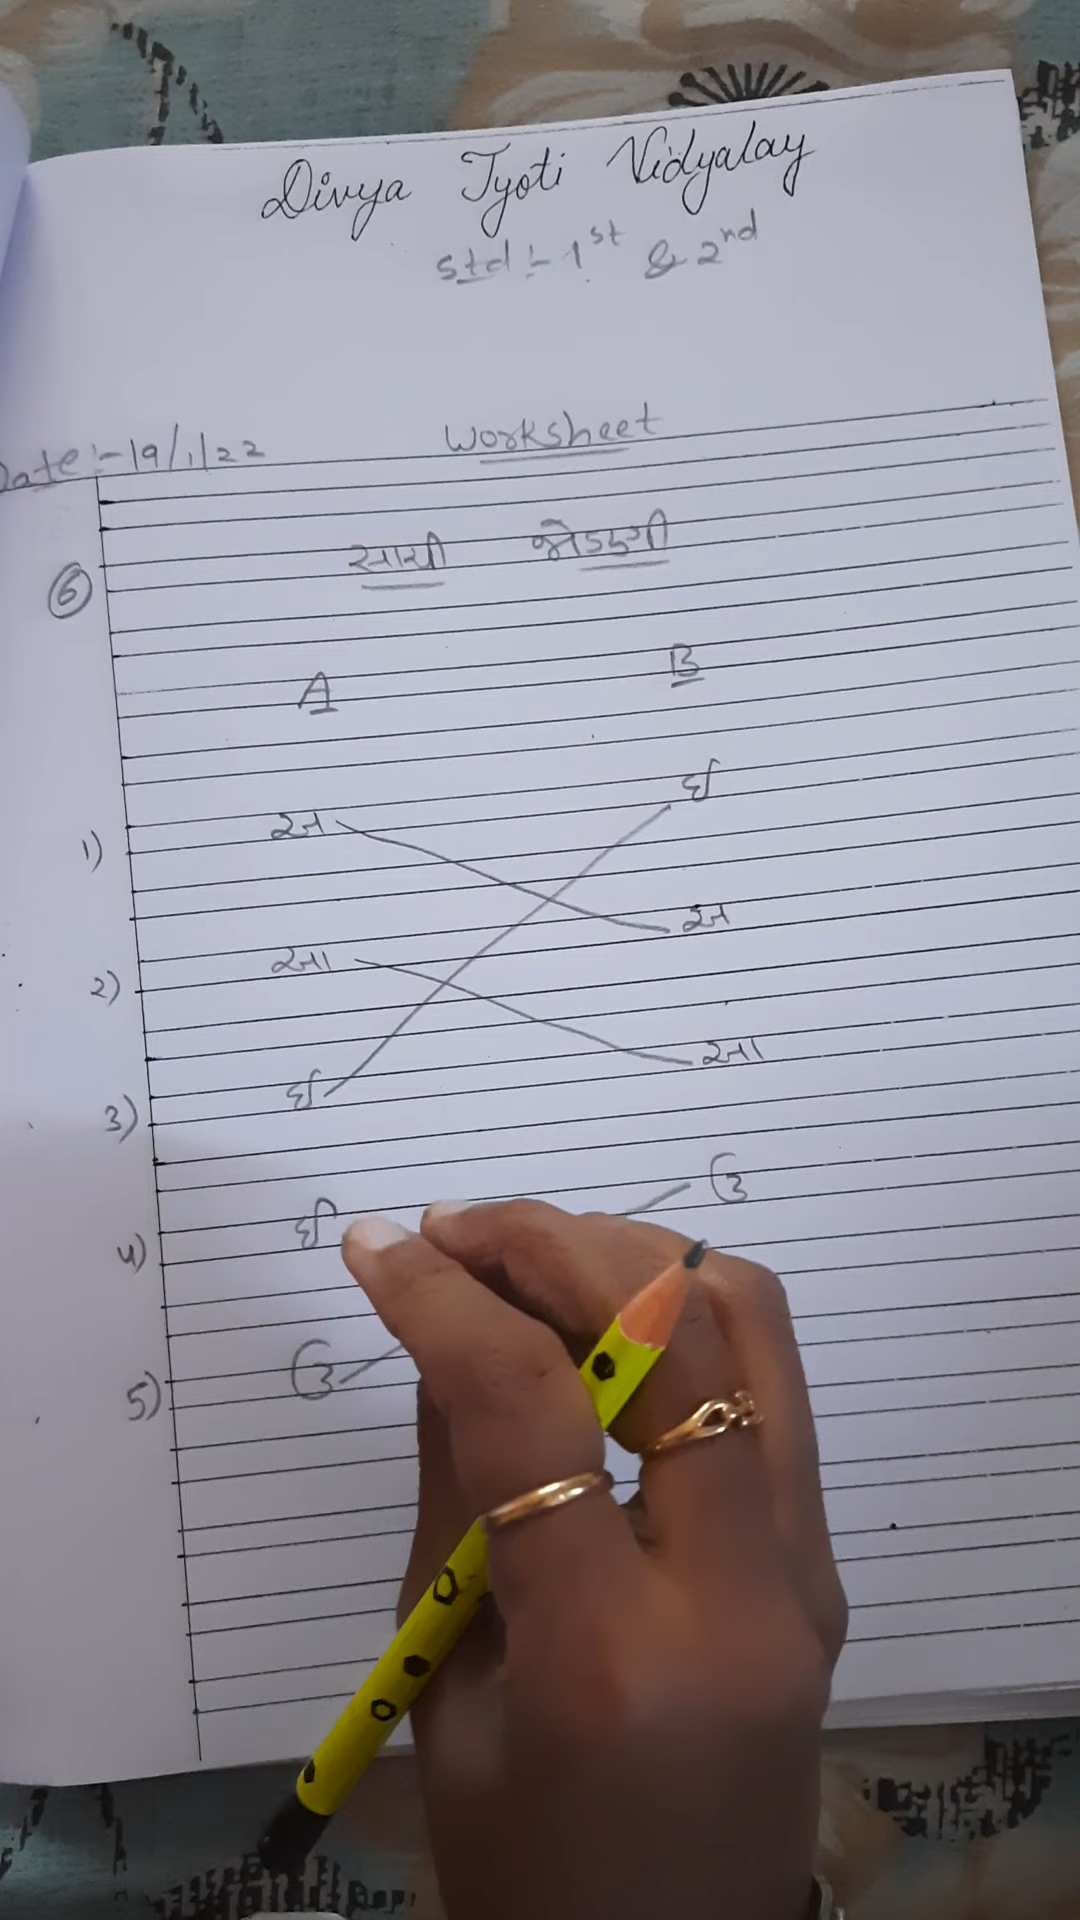 Divya Jyoti Vidyalay
std :- 1st & 2nd
Date :- 19/1/22 Worksheet
6 સાચી જોડણી
A B
1) અ ઇ
2) આ અ
3) ઇ આ
4) ઈ ઉ
5) ઉ